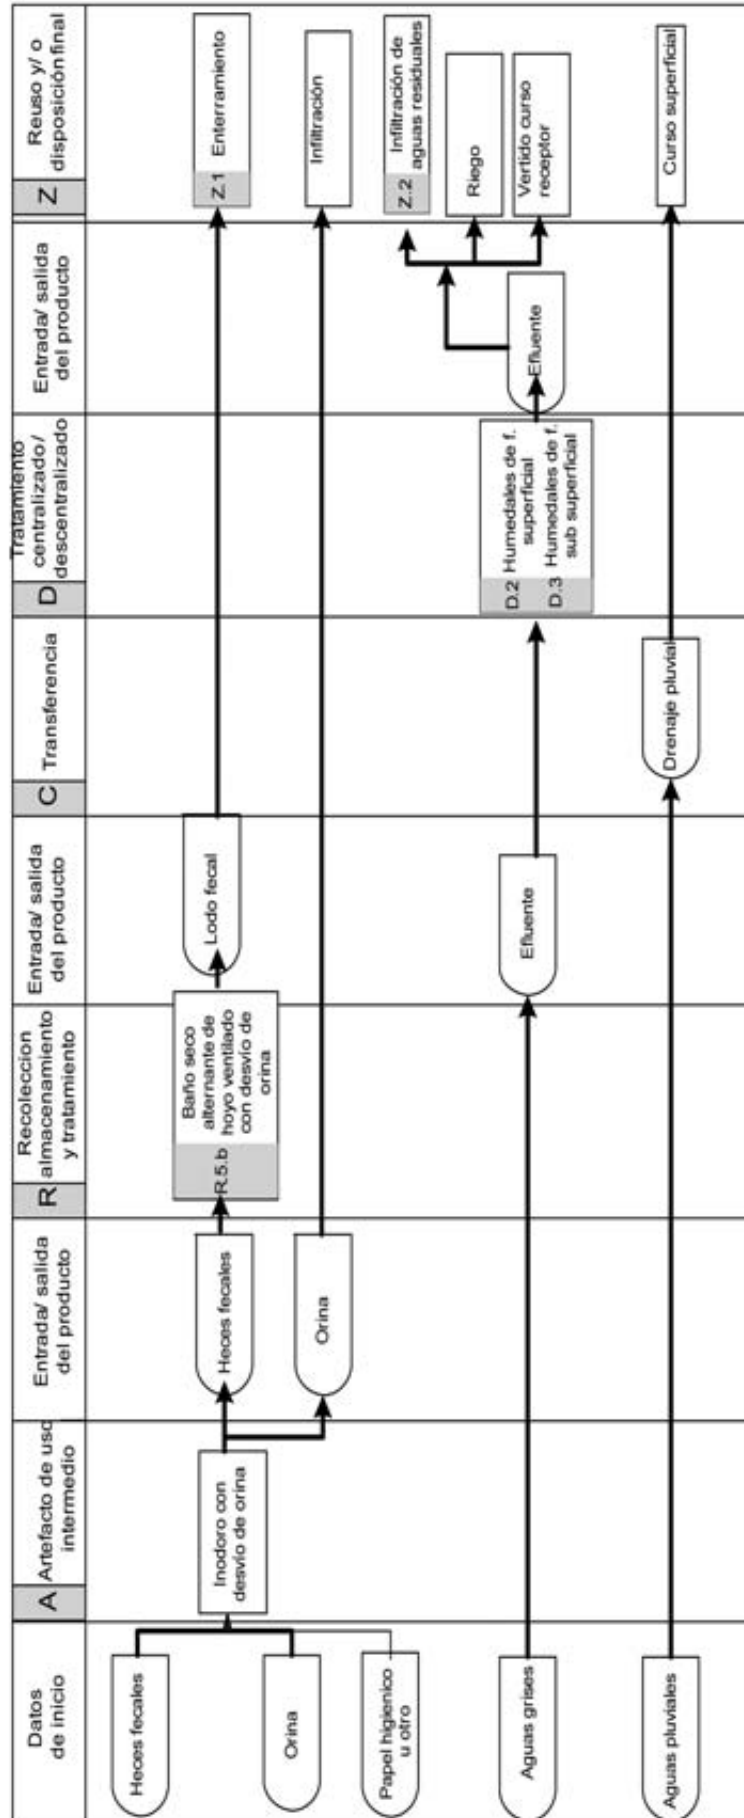 Datos
de inicio
A
Artefacto de uso
intermedio
Entrada/ salida
del producto
R
Recoleccion
almacenamiento
y tratamiento
Entrada/ salida
del producto
C
Transferencia
D
Tratamiento
centralizado/
descentralizado
Entrada/ salida
del producto
Z
Reuso y/ o
disposición final
Heces fecales
Orina
Papel higienico
u otro
Aguas grises
Aguas pluviales
Inodoro con
desvío de orina
Heces fecales
Orina
R.5.b
Baño seco
alternante de
hoyo ventilado
con desvío de
orina
Lodo fecal
Efluente
Drenaje pluvial
D.2 Humedales de f.
superficial
D.3 Humedales de f.
sub superficial
Efluente
Z.1 Enterramiento
Infiltración
Z.2 Infiltración de
aguas residuales
Riego
Vertido curso
receptor
Curso superficial